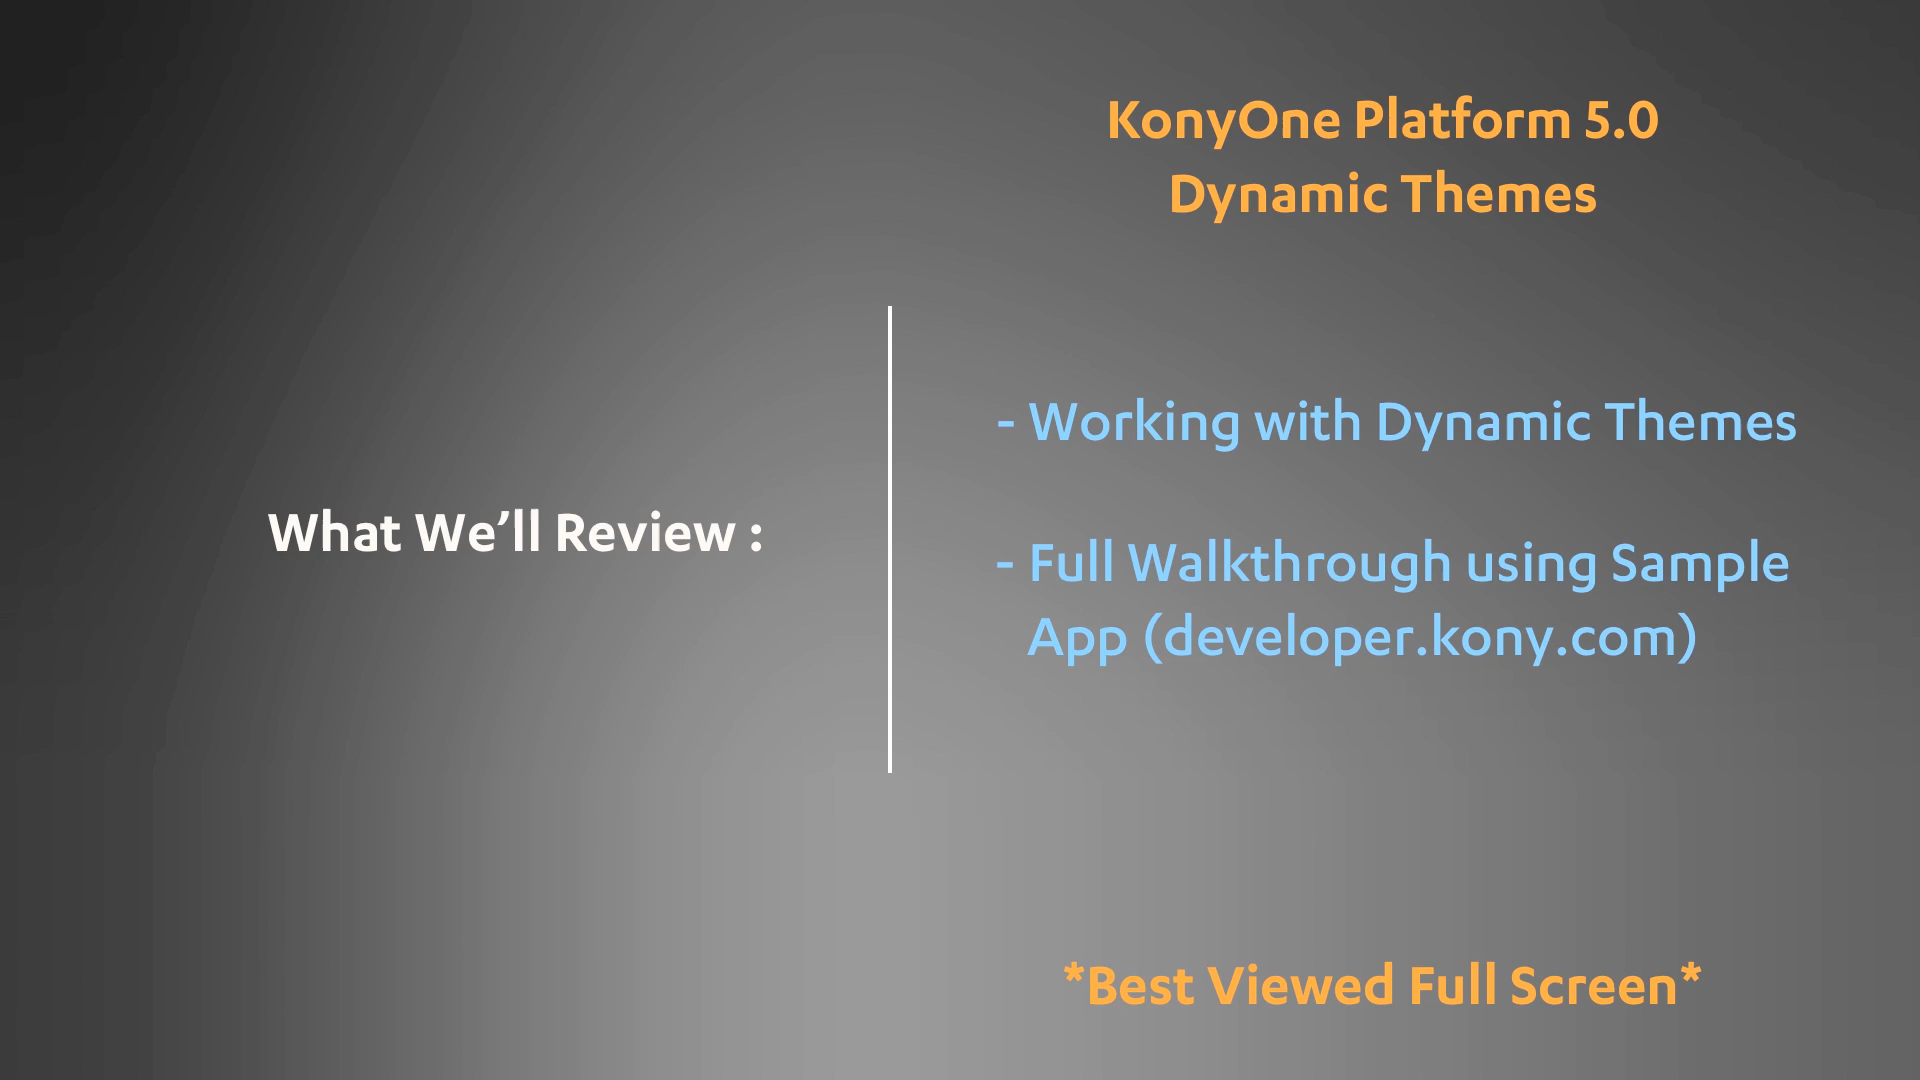 KonyOne Platform 5.0
Dynamic Themes
What We’ll Review :
- Working with Dynamic Themes
- Full Walkthrough using Sample
App (developer.kony.com)
*Best Viewed Full Screen*